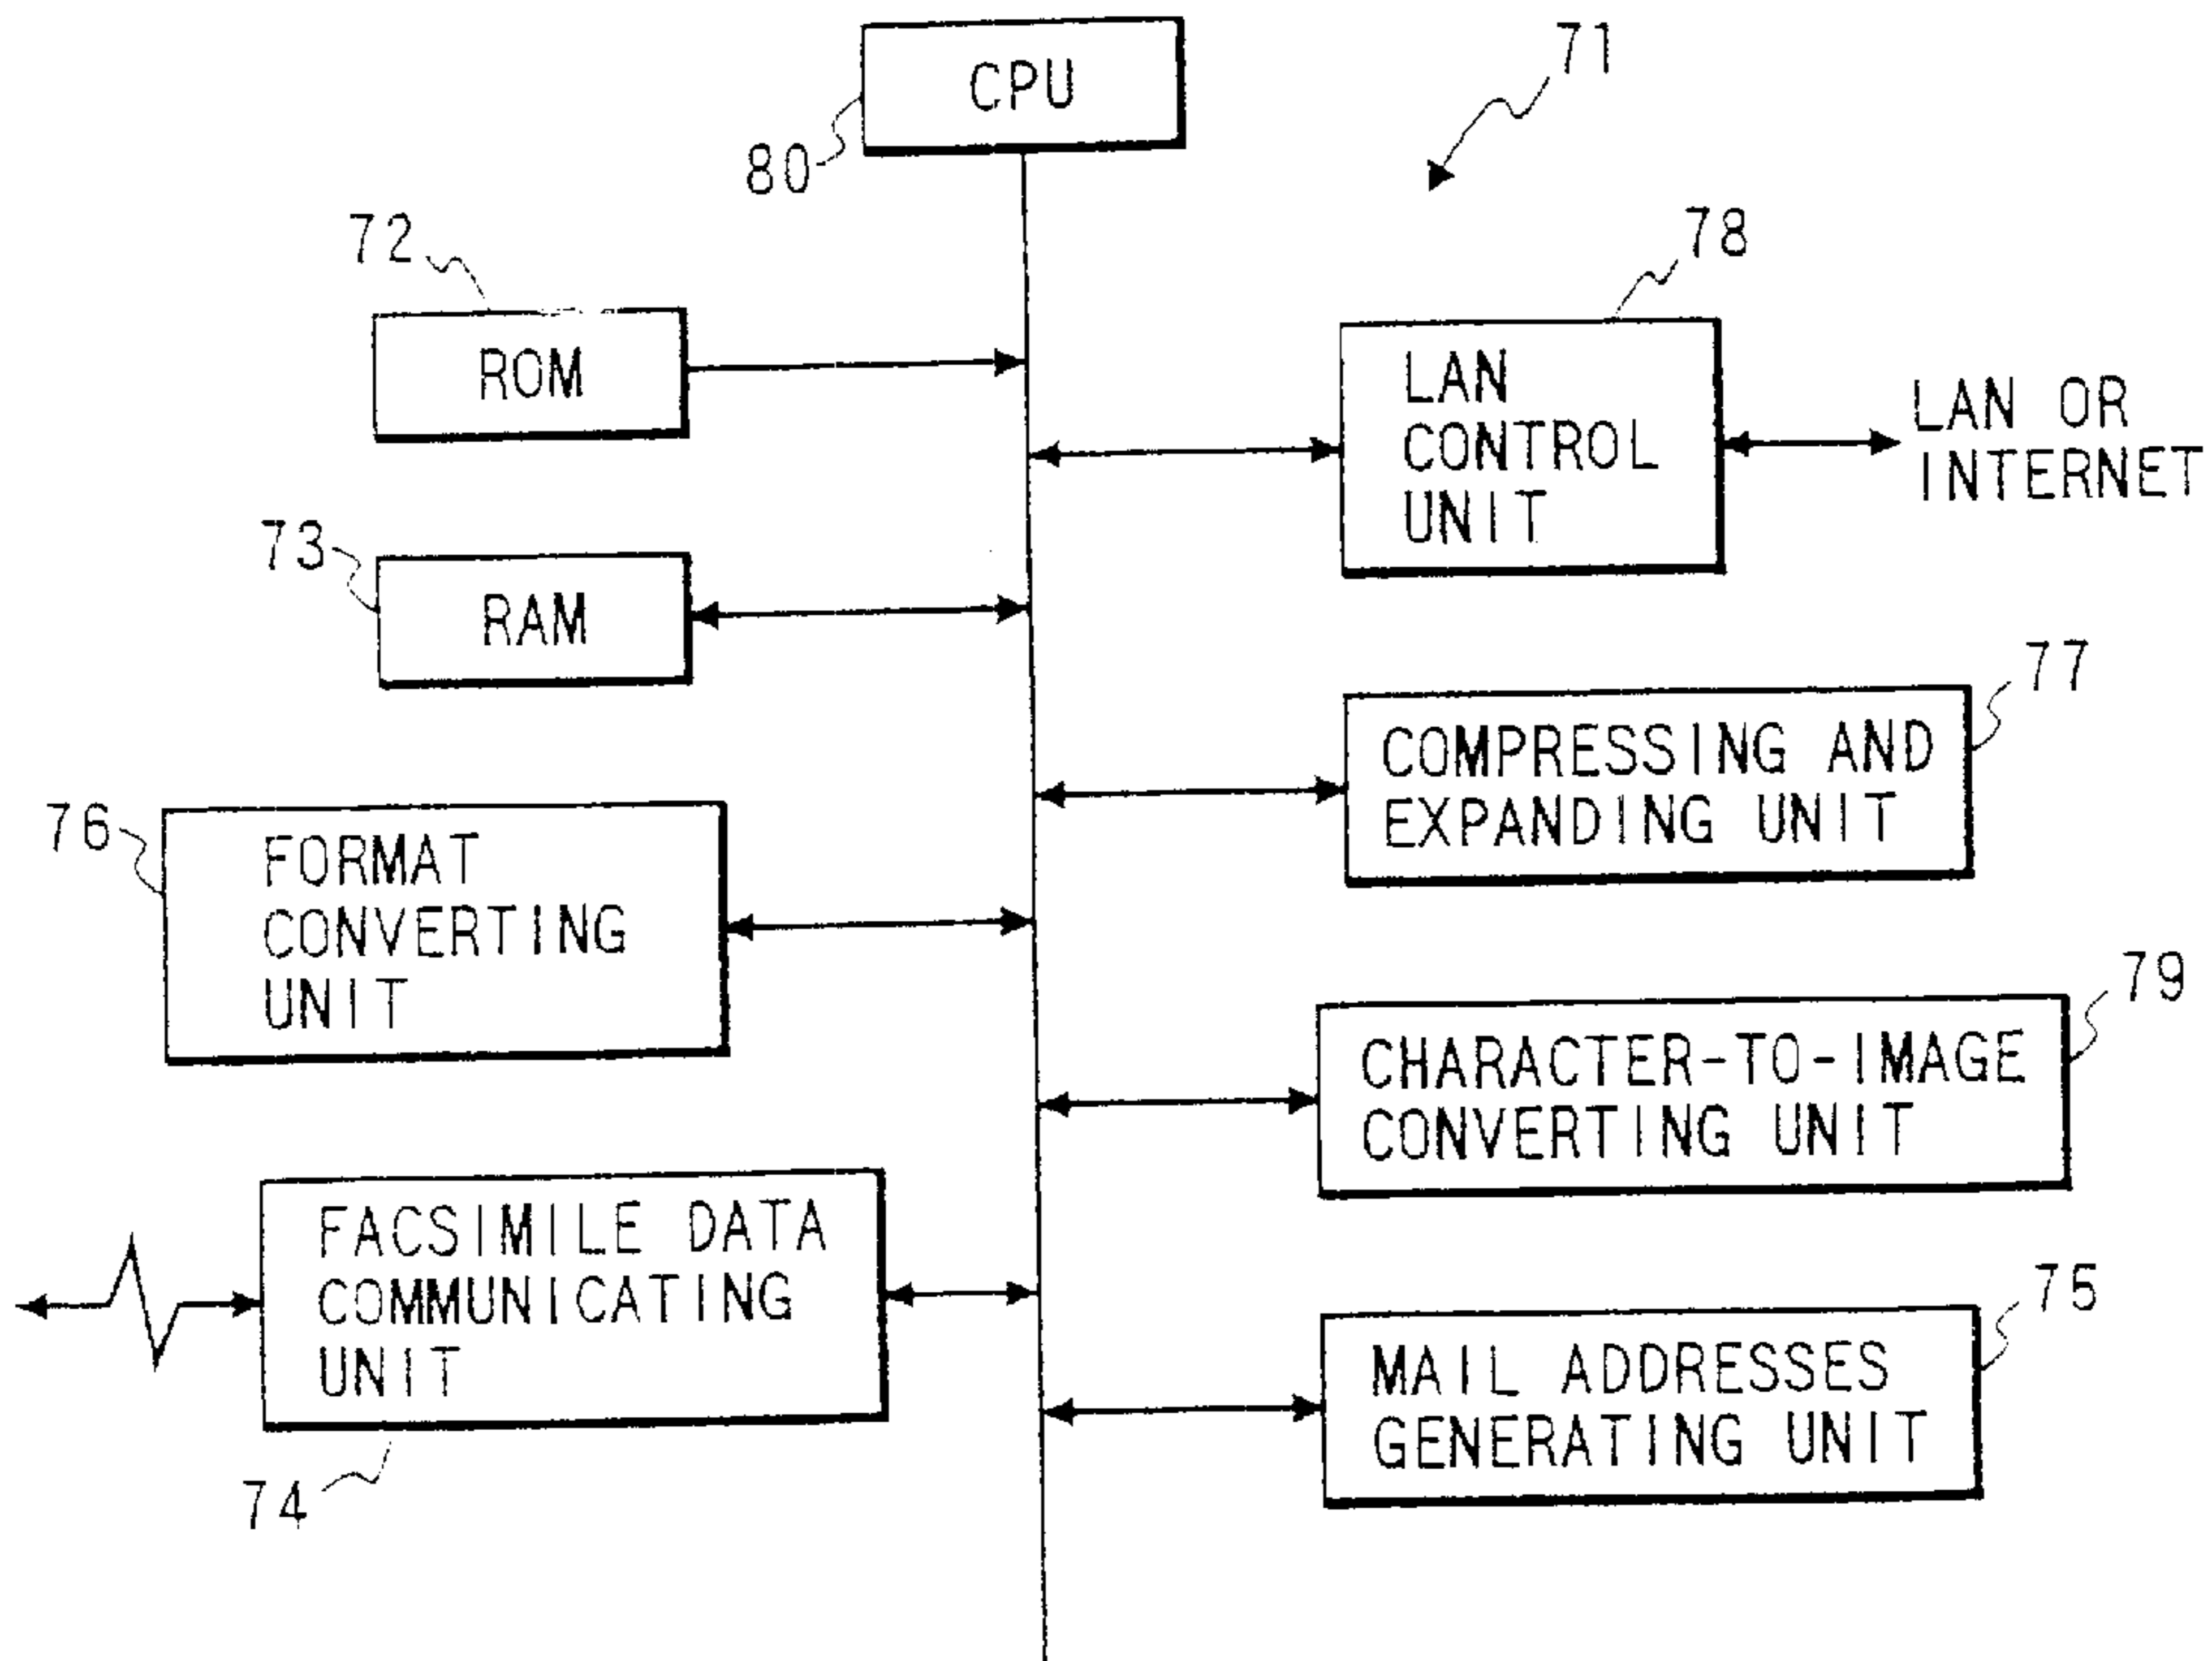 CPU
71
80
72
78
ROM
LAN
CONTROL
UNIT
LAN OR
INTERNET
73
RAM
77
COMPRESSING AND
EXPANDING UNIT
76
FORMAT
CONVERTING
UNIT
79
CHARACTER-TO-IMAGE
CONVERTING UNIT
FACSIMILE DATA
COMMUNICATING
UNIT
75
MAIL ADDRESSES
GENERATING UNIT
74